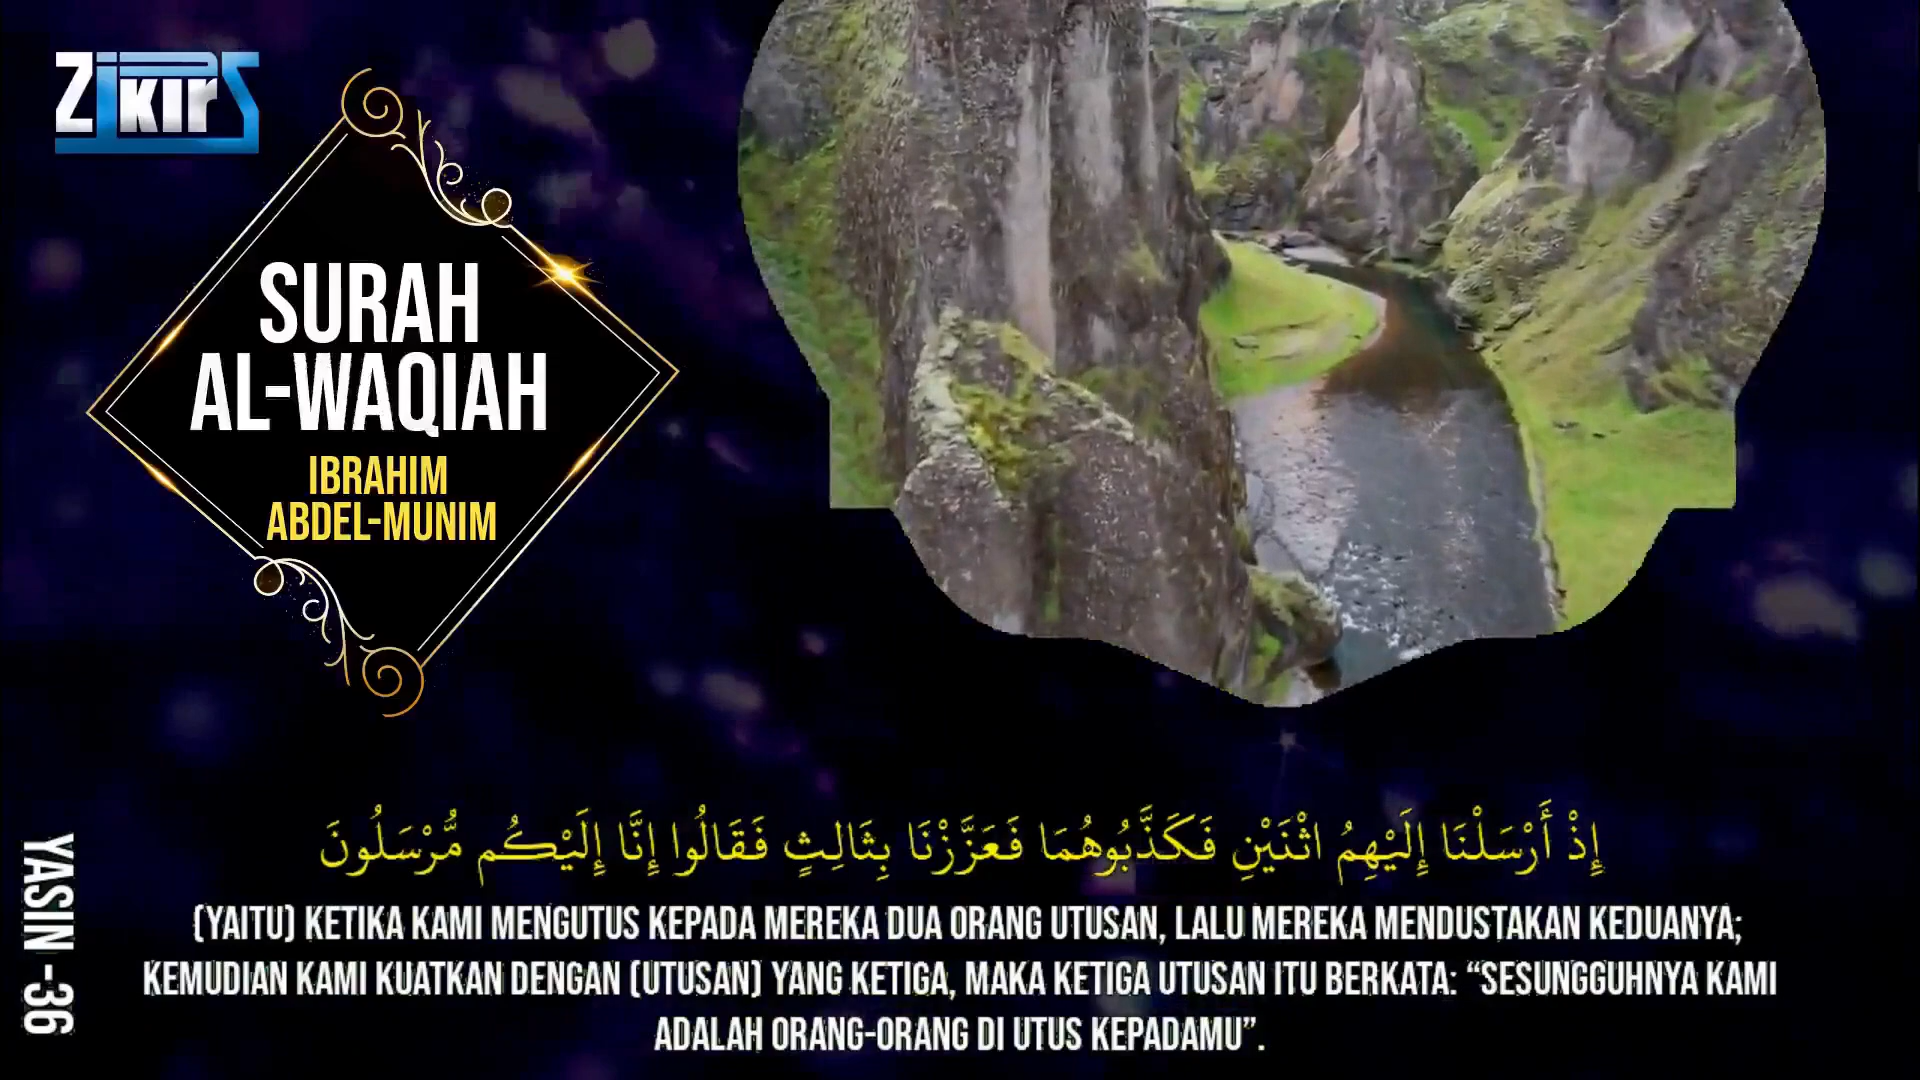 Zikir
SURAH
AL-WAQIAH
IBRAHIM
ABDEL-MUNIM
إِذْ أَرْسَلْنَا إِلَيْهِمُ اثْنَيْنِ فَكَذَّبُوهُمَا فَعَزَّزْنَا بِثَالِثٍ فَقَالُوا إِنَّا إِلَيْكُم مُّرْسَلُونَ
(YAITU) KETIKA KAMI MENGUTUS KEPADA MEREKA DUA ORANG UTUSAN, LALU MEREKA MENDUSTAKAN KEDUANYA;
KEMUDIAN KAMI KUATKAN DENGAN (UTUSAN) YANG KETIGA, MAKA KETIGA UTUSAN ITU BERKATA: “SESUNGGUHNYA KAMI
ADALAH ORANG-ORANG DI UTUS KEPADAMU”.
YASIN - 36